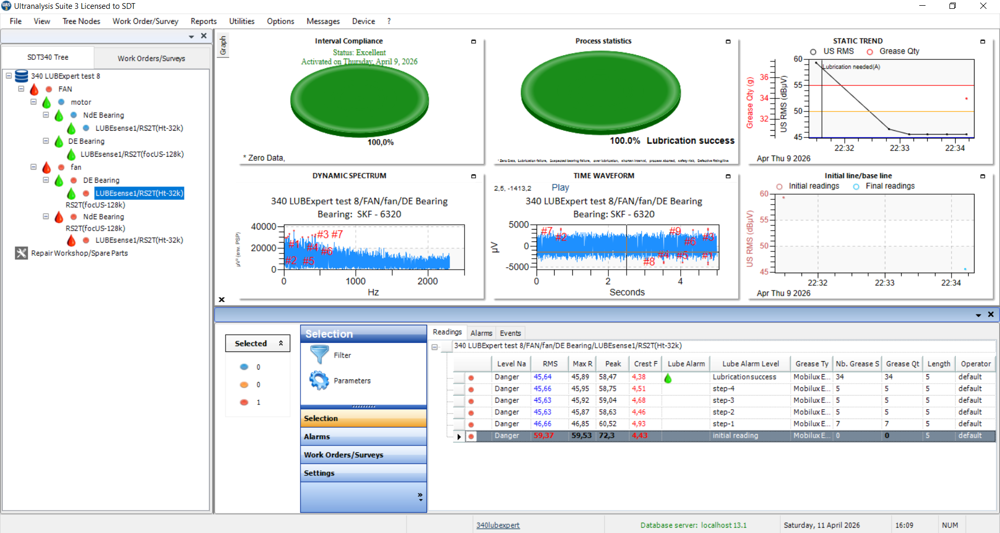 Ultranalysis Suite 3 Licensed to SDT
File View Tree Nodes Work Order/Survey Reports Utilities Options Messages Device ?
SDT340 Tree
Work Orders/Surveys
340 LUBExpert test 8
FAN
motor
NdE Bearing
LUBEsense1/RS2T(Ht-32k)
DE Bearing
LUBEsense1/RS2T(focUS-128k)
fan
DE Bearing
LUBEsense1/RS2T(Ht-32k)
RS2T(focUS-128k)
NdE Bearing
RS2T(focUS-128k)
LUBEsense1/RS2T(Ht-32k)
Repair Workshop/Spare Parts
Graph
Interval Compliance
Status: Excellent
Activated on Thursday, April 9, 2026
100,0%
* Zero Data,
Process statistics
100.0% Lubrication success
* Zero Data, Lubrication failure, Suspected bearing failure, over lubrication, shorten interval, process aborted, safety risk, Defective fitting/line
STATIC TREND
US RMS Grease Qty
Lubrication needed(A)
Grease Qty (g)
36
34
32
US RMS (dBµV)
60
55
50
45
22:32 22:33 22:34
Apr Thu 9 2026
DYNAMIC SPECTRUM
340 LUBExpert test 8/FAN/fan/DE Bearing
Bearing: SKF - 6320
µV² (env. PSP)
40000
20000
0
#3 #7
#1 #4 #6
#2 #5
0 1000 2000
Hz
TIME WAVEFORM
2,5, -1413,2 Play
340 LUBExpert test 8/FAN/fan/DE Bearing
Bearing: SKF - 6320
µV
5000
0
-5000
#7 #9
#2 #6 #3
#8 #4 #5 #1
0 2 4
Seconds
Initial line/base line
Initial readings Final readings
US RMS (dBµV)
60
55
50
45
22:32 22:33 22:34
Apr Thu 9 2026
Selected
0
0
1
Selection
Filter
Parameters
Selection
Alarms
Work Orders/Surveys
Settings
Readings Alarms Events
340 LUBExpert test 8/FAN/fan/DE Bearing/LUBEsense1/RS2T(Ht-32k)
Level Na RMS Max R Peak Crest F Lube Alarm Lube Alarm Level Grease Ty Nb. Grease S Grease Qt Length Operator
Danger 45,64 45,89 58,47 4,38 Lubrication success Mobilux E... 34 34 5 default
Danger 45,66 45,95 58,75 4,51 step-4 Mobilux E... 5 5 5 default
Danger 45,63 45,92 59,04 4,68 step-3 Mobilux E... 5 5 5 default
Danger 45,63 45,87 58,63 4,46 step-2 Mobilux E... 5 5 5 default
Danger 46,66 46,85 60,52 4,93 step-1 Mobilux E... 7 7 5 default
Danger 59,37 59,53 72,3 4,43 initial reading Mobilux E... 0 0 5 default
340lubexpert
Database server: localhost 13.1
Saturday, 11 April 2026
16:09
NUM